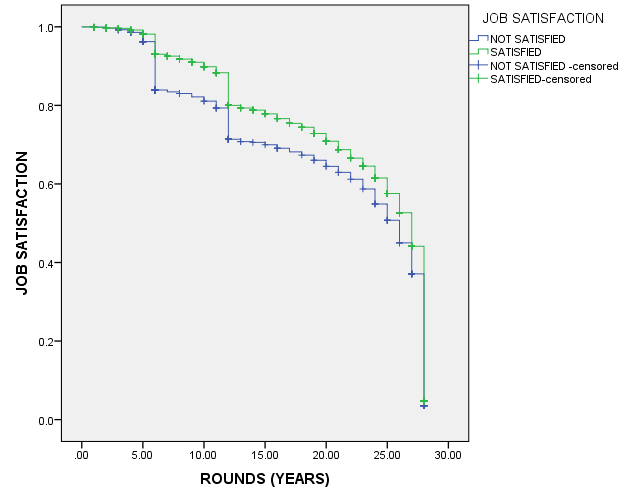 JOB SATISFACTION
NOT SATISFIED
SATISFIED
NOT SATISFIED -censored
SATISFIED-censored
JOB SATISFACTION
1.0
0.8
0.6
0.4
0.2
0.0
.00
5.00
10.00
15.00
20.00
25.00
30.00
ROUNDS (YEARS)